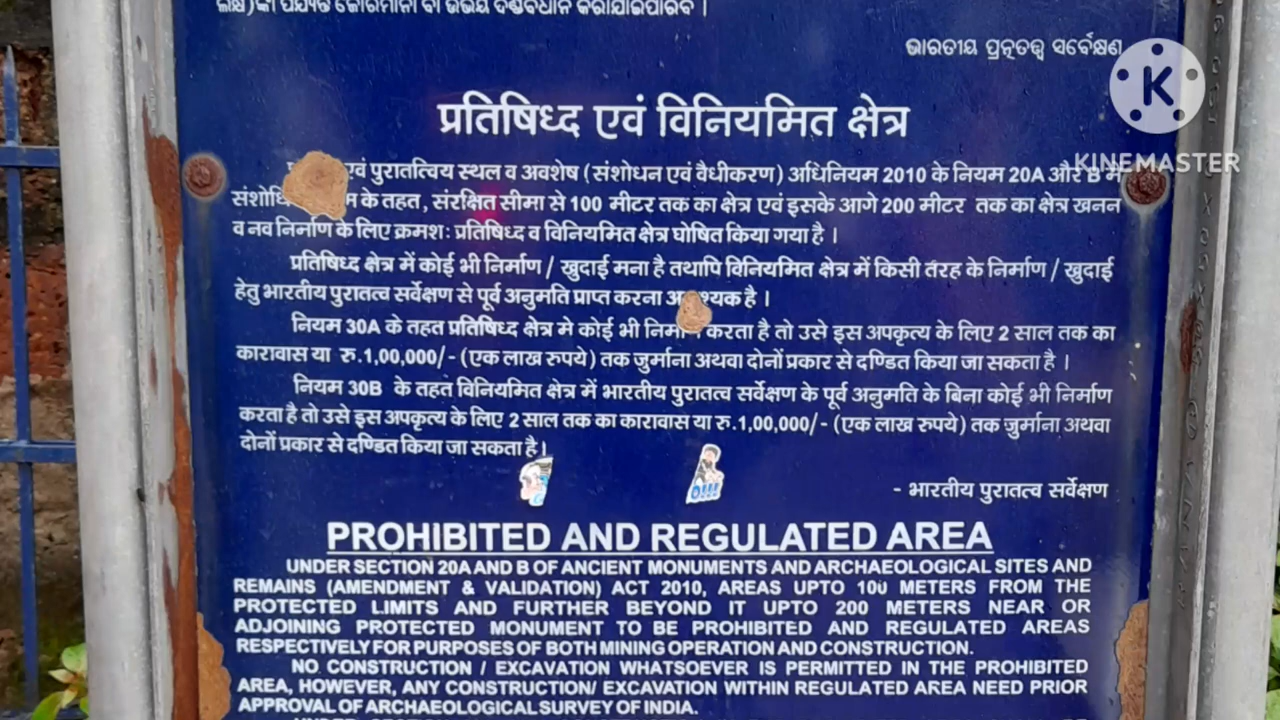 ଭାରତୀୟ ପ୍ରତ୍ନତତ୍ତ୍ୱ ସର୍ବେକ୍ଷଣ
K
KINEMASTER
प्रतिषिध्द एवं विनियमित क्षेत्र
एवं पुरातत्विय स्थल व अवशेष (संशोधन एवं वैधीकरण) अधिनियम 2010 के नियम 20A और B में
के तहत, संरक्षित सीमा से 100 मीटर तक का क्षेत्र एवं इसके आगे 200 मीटर तक का क्षेत्र खनन
व नव निर्माण के लिए क्रमश: प्रतिषिध्द व विनियमित क्षेत्र घोषित किया गया है ।
प्रतिषिध्द क्षेत्र में कोई भी निर्माण / खुदाई मना है तथापि विनियमित क्षेत्र में किसी तरह के निर्माण / खुदाई
हेतु भारतीय पुरातत्व सर्वेक्षण से पूर्व अनुमति प्राप्त करना है ।
नियम 30A के तहत प्रतिषिध्द क्षेत्र मे कोई भी करता है तो उसे इस अपकृत्य के लिए 2 साल तक का
कारावास या रु.1,00,000/- (एक लाख रुपये) तक जुर्माना अथवा दोनों प्रकार से दण्डित किया जा सकता है ।
नियम 30B के तहत विनियमित क्षेत्र में भारतीय पुरातत्व सर्वेक्षण के पूर्व अनुमति के बिना कोई भी निर्माण
करता है तो उसे इस अपकृत्य के लिए 2 साल तक का कारावास या रु.1,00,000/- (एक लाख रुपये) तक जुर्माना अथवा
दोनों प्रकार से दण्डित किया जा सकता है।
O!!!
- भारतीय पुरातत्व सर्वेक्षण
PROHIBITED AND REGULATED AREA
UNDER SECTION 20A AND B OF ANCIENT MONUMENTS AND ARCHAEOLOGICAL SITES AND
REMAINS (AMENDMENT & VALIDATION) ACT 2010, AREAS UPTO 100 METERS FROM THE
PROTECTED LIMITS AND FURTHER BEYOND IT UPTO 200 METERS NEAR OR
ADJOINING PROTECTED MONUMENT TO BE PROHIBITED AND REGULATED AREAS
RESPECTIVELY FOR PURPOSES OF BOTH MINING OPERATION AND CONSTRUCTION.
NO CONSTRUCTION / EXCAVATION WHATSOEVER IS PERMITTED IN THE PROHIBITED
AREA, HOWEVER, ANY CONSTRUCTION/ EXCAVATION WITHIN REGULATED AREA NEED PRIOR
APPROVAL OF ARCHAEOLOGICAL SURVEY OF INDIA.